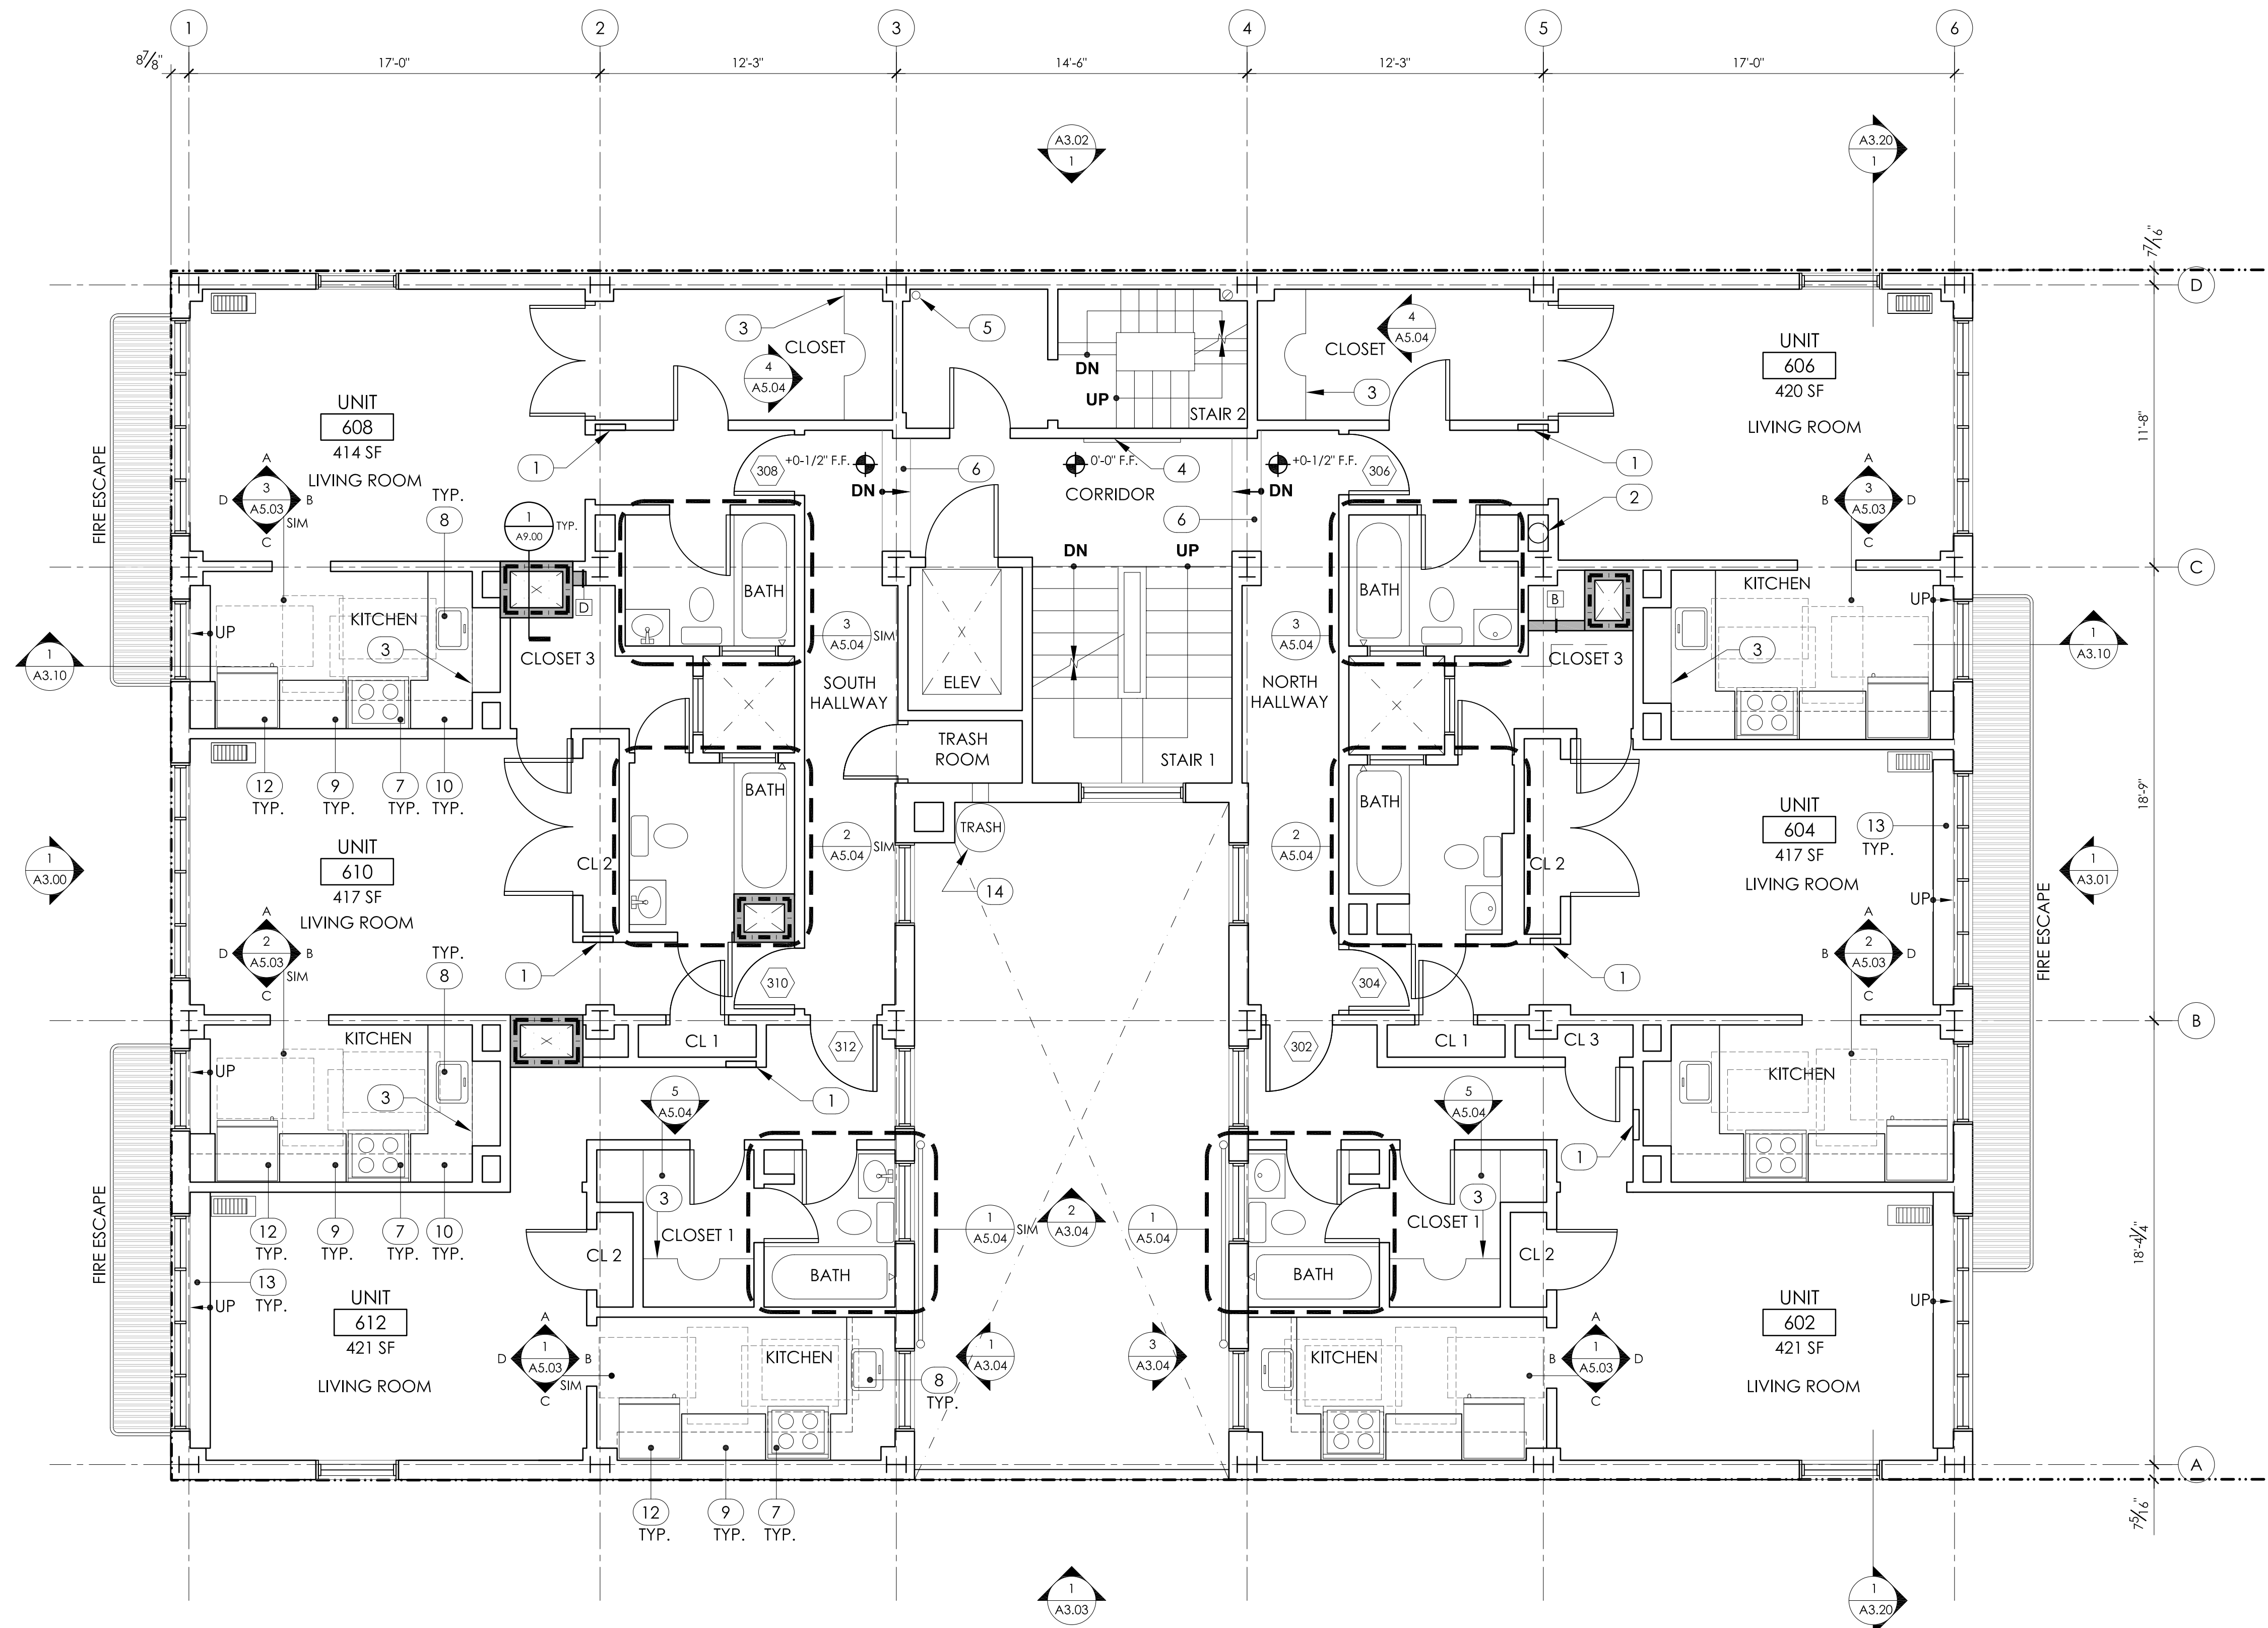 1
2
3
4
5
6
8 7/8"
17'-0"
12'-3"
14'-6"
12'-3"
17'-0"
A3.02
1
A3.20
1
7 7/16"
D
UNIT
608
414 SF
LIVING ROOM
FIRE ESCAPE
A
D
3
A5.03
B
C
SIM
TYP.
8
3
CLOSET
4
A5.04
1
5
DN
UP
STAIR 2
308
+0-1/2" F.F.
DN
6
0'-0" F.F.
4
CORRIDOR
+0-1/2" F.F.
DN
306
6
4
A5.04
CLOSET
3
1
2
UNIT
606
420 SF
LIVING ROOM
A
B
3
A5.03
D
C
11'-8"
1
A9.00
TYP.
D
C
KITCHEN
UP
3
CLOSET 3
1
A3.10
BATH
3
A5.04
SIM
SOUTH
HALLWAY
ELEV
DN
UP
TRASH
ROOM
STAIR 1
3
A5.04
NORTH
HALLWAY
BATH
B
CLOSET 3
KITCHEN
3
UP
1
A3.10
12
TYP.
9
TYP.
7
TYP.
10
TYP.
1
A3.00
UNIT
610
417 SF
LIVING ROOM
CL 2
BATH
2
A5.04
SIM
TRASH
14
2
A5.04
BATH
CL 2
UNIT
604
417 SF
LIVING ROOM
13
TYP.
UP
1
A3.01
18'-9"
FIRE ESCAPE
A
D
2
A5.03
B
C
SIM
TYP.
8
1
310
304
1
A
B
2
A5.03
D
C
B
KITCHEN
UP
3
CL 1
312
1
302
CL 1
CL 3
KITCHEN
1
FIRE ESCAPE
12
TYP.
9
TYP.
7
TYP.
10
TYP.
13
TYP.
UP
UNIT
612
421 SF
LIVING ROOM
5
A5.04
3
CLOSET 1
CL 2
BATH
1
A5.04
SIM
2
A3.04
1
A5.04
5
A5.04
3
CLOSET 1
CL 2
BATH
UNIT
602
421 SF
LIVING ROOM
UP
18'-4 1/4"
A
D
1
A5.03
B
C
SIM
KITCHEN
8
TYP.
1
A3.04
3
A3.04
KITCHEN
A
B
1
A5.03
D
C
A
12
TYP.
9
TYP.
7
TYP.
7 5/16"
1
A3.03
1
A3.20